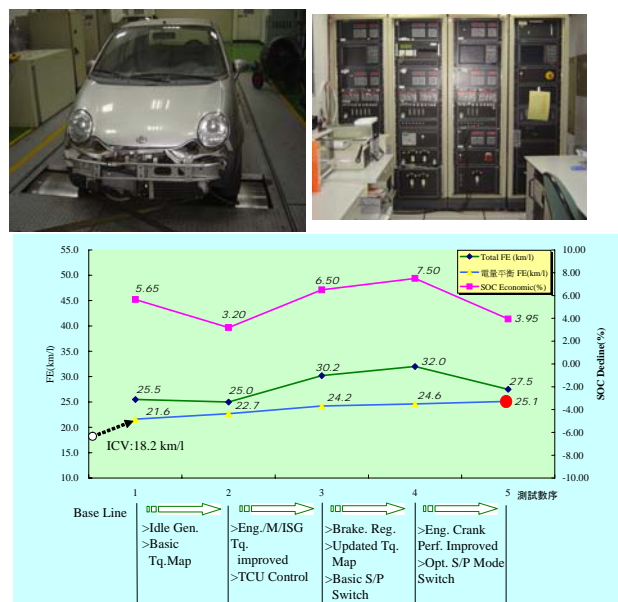 55.0
50.0
45.0
40.0
35.0
30.0
25.0
20.0
15.0
10.0
FE(km/l)
10.00
8.00
6.00
4.00
2.00
0.00
-2.00
-4.00
-6.00
-8.00
-10.00
SOC Decline(%)
Total FE (km/l)
電量平衡 FE(km/l)
SOC Economic(%)
5.65
3.20
6.50
7.50
3.95
25.5
25.0
30.2
32.0
27.5
21.6
22.7
24.2
24.6
25.1
ICV:18.2 km/l
1
2
3
4
5
測試數序
Base Line
>Idle Gen.
>Basic
Tq.Map
>Eng./M/ISG
Tq.
improved
>TCU Control
>Brake. Reg.
>Updated Tq.
Map
>Basic S/P
Switch
>Eng. Crank
Perf. Improved
>Opt. S/P Mode
Switch